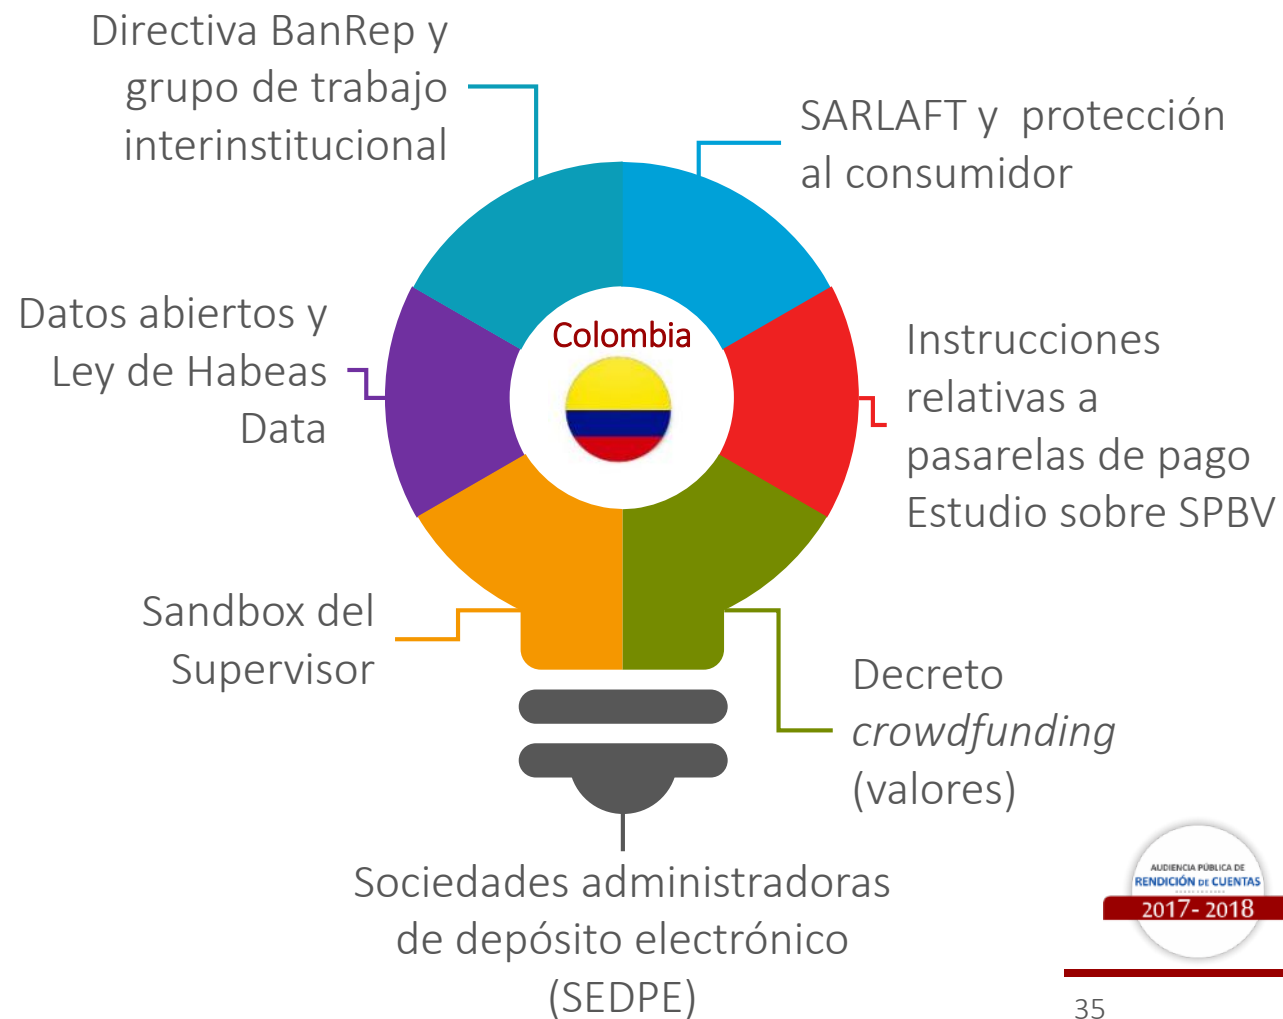 Directiva BanRep y
grupo de trabajo
interinstitucional
SARLAFT y protección
al consumidor
Datos abiertos y
Ley de Habeas
Data
Colombia
Instrucciones
relativas a
pasarelas de pago
Estudio sobre SPBV
Sandbox del
Supervisor
Decreto
crowdfunding
(valores)
Sociedades administradoras
de depósito electrónico
(SEDPE)
AUDIENCIA PÚBLICA DE
RENDICIÓN DE CUENTAS
2017- 2018
35